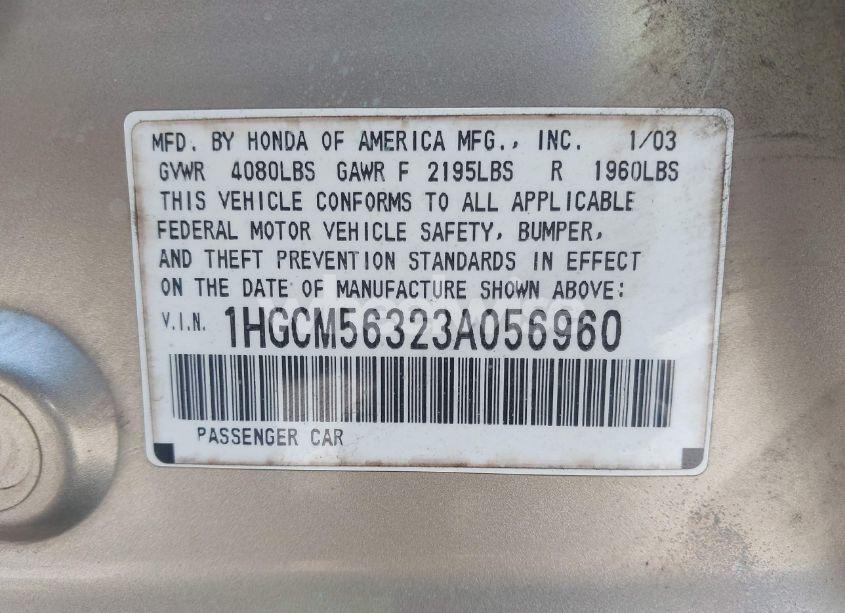 MFD. BY HONDA OF AMERICA MFG., INC. 1/03
GVWR 4080LBS GAWR F 2195LBS R 1960LBS
THIS VEHICLE CONFORMS TO ALL APPLICABLE
FEDERAL MOTOR VEHICLE SAFETY, BUMPER,
AND THEFT PREVENTION STANDARDS IN EFFECT
ON THE DATE OF MANUFACTURE SHOWN ABOVE:
V.I.N. 1HGCM56323A056960
PASSENGER CAR